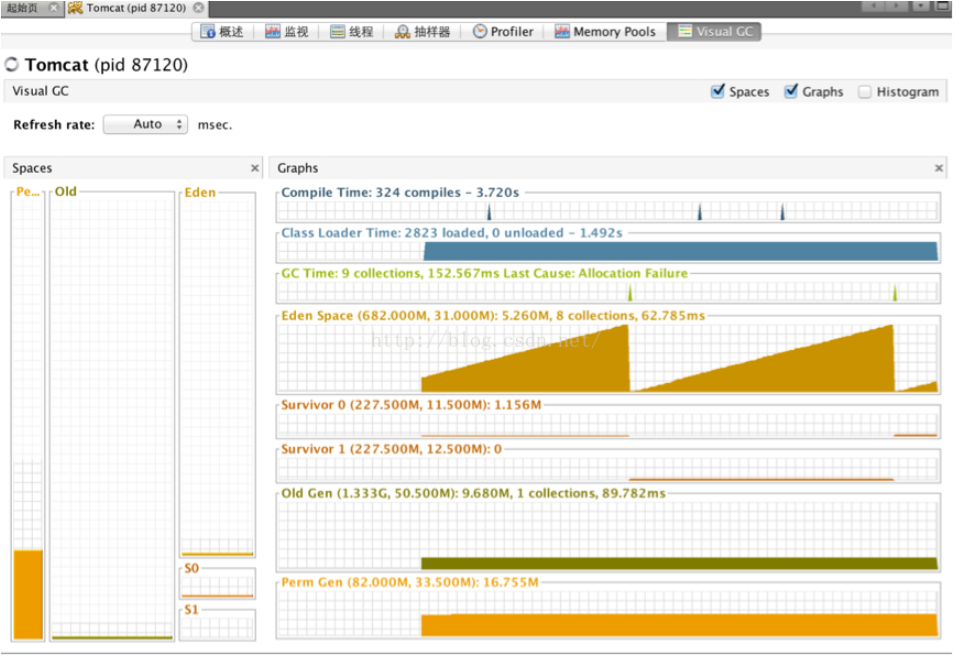 起始页 Tomcat (pid 87120)
概述 监视 线程 抽样器 Profiler Memory Pools Visual GC
Tomcat (pid 87120)
Visual GC Spaces Graphs Histogram
Refresh rate: Auto msec.
Spaces
Pe... Old Eden
S0
S1
Graphs
Compile Time: 324 compiles - 3.720s
Class Loader Time: 2823 loaded, 0 unloaded - 1.492s
GC Time: 9 collections, 152.567ms Last Cause: Allocation Failure
Eden Space (682.000M, 31.000M): 5.260M, 8 collections, 62.785ms
http://blog.csdn.net/
Survivor 0 (227.500M, 11.500M): 1.156M
Survivor 1 (227.500M, 12.500M): 0
Old Gen (1.333G, 50.500M): 9.680M, 1 collections, 89.782ms
Perm Gen (82.000M, 33.500M): 16.755M